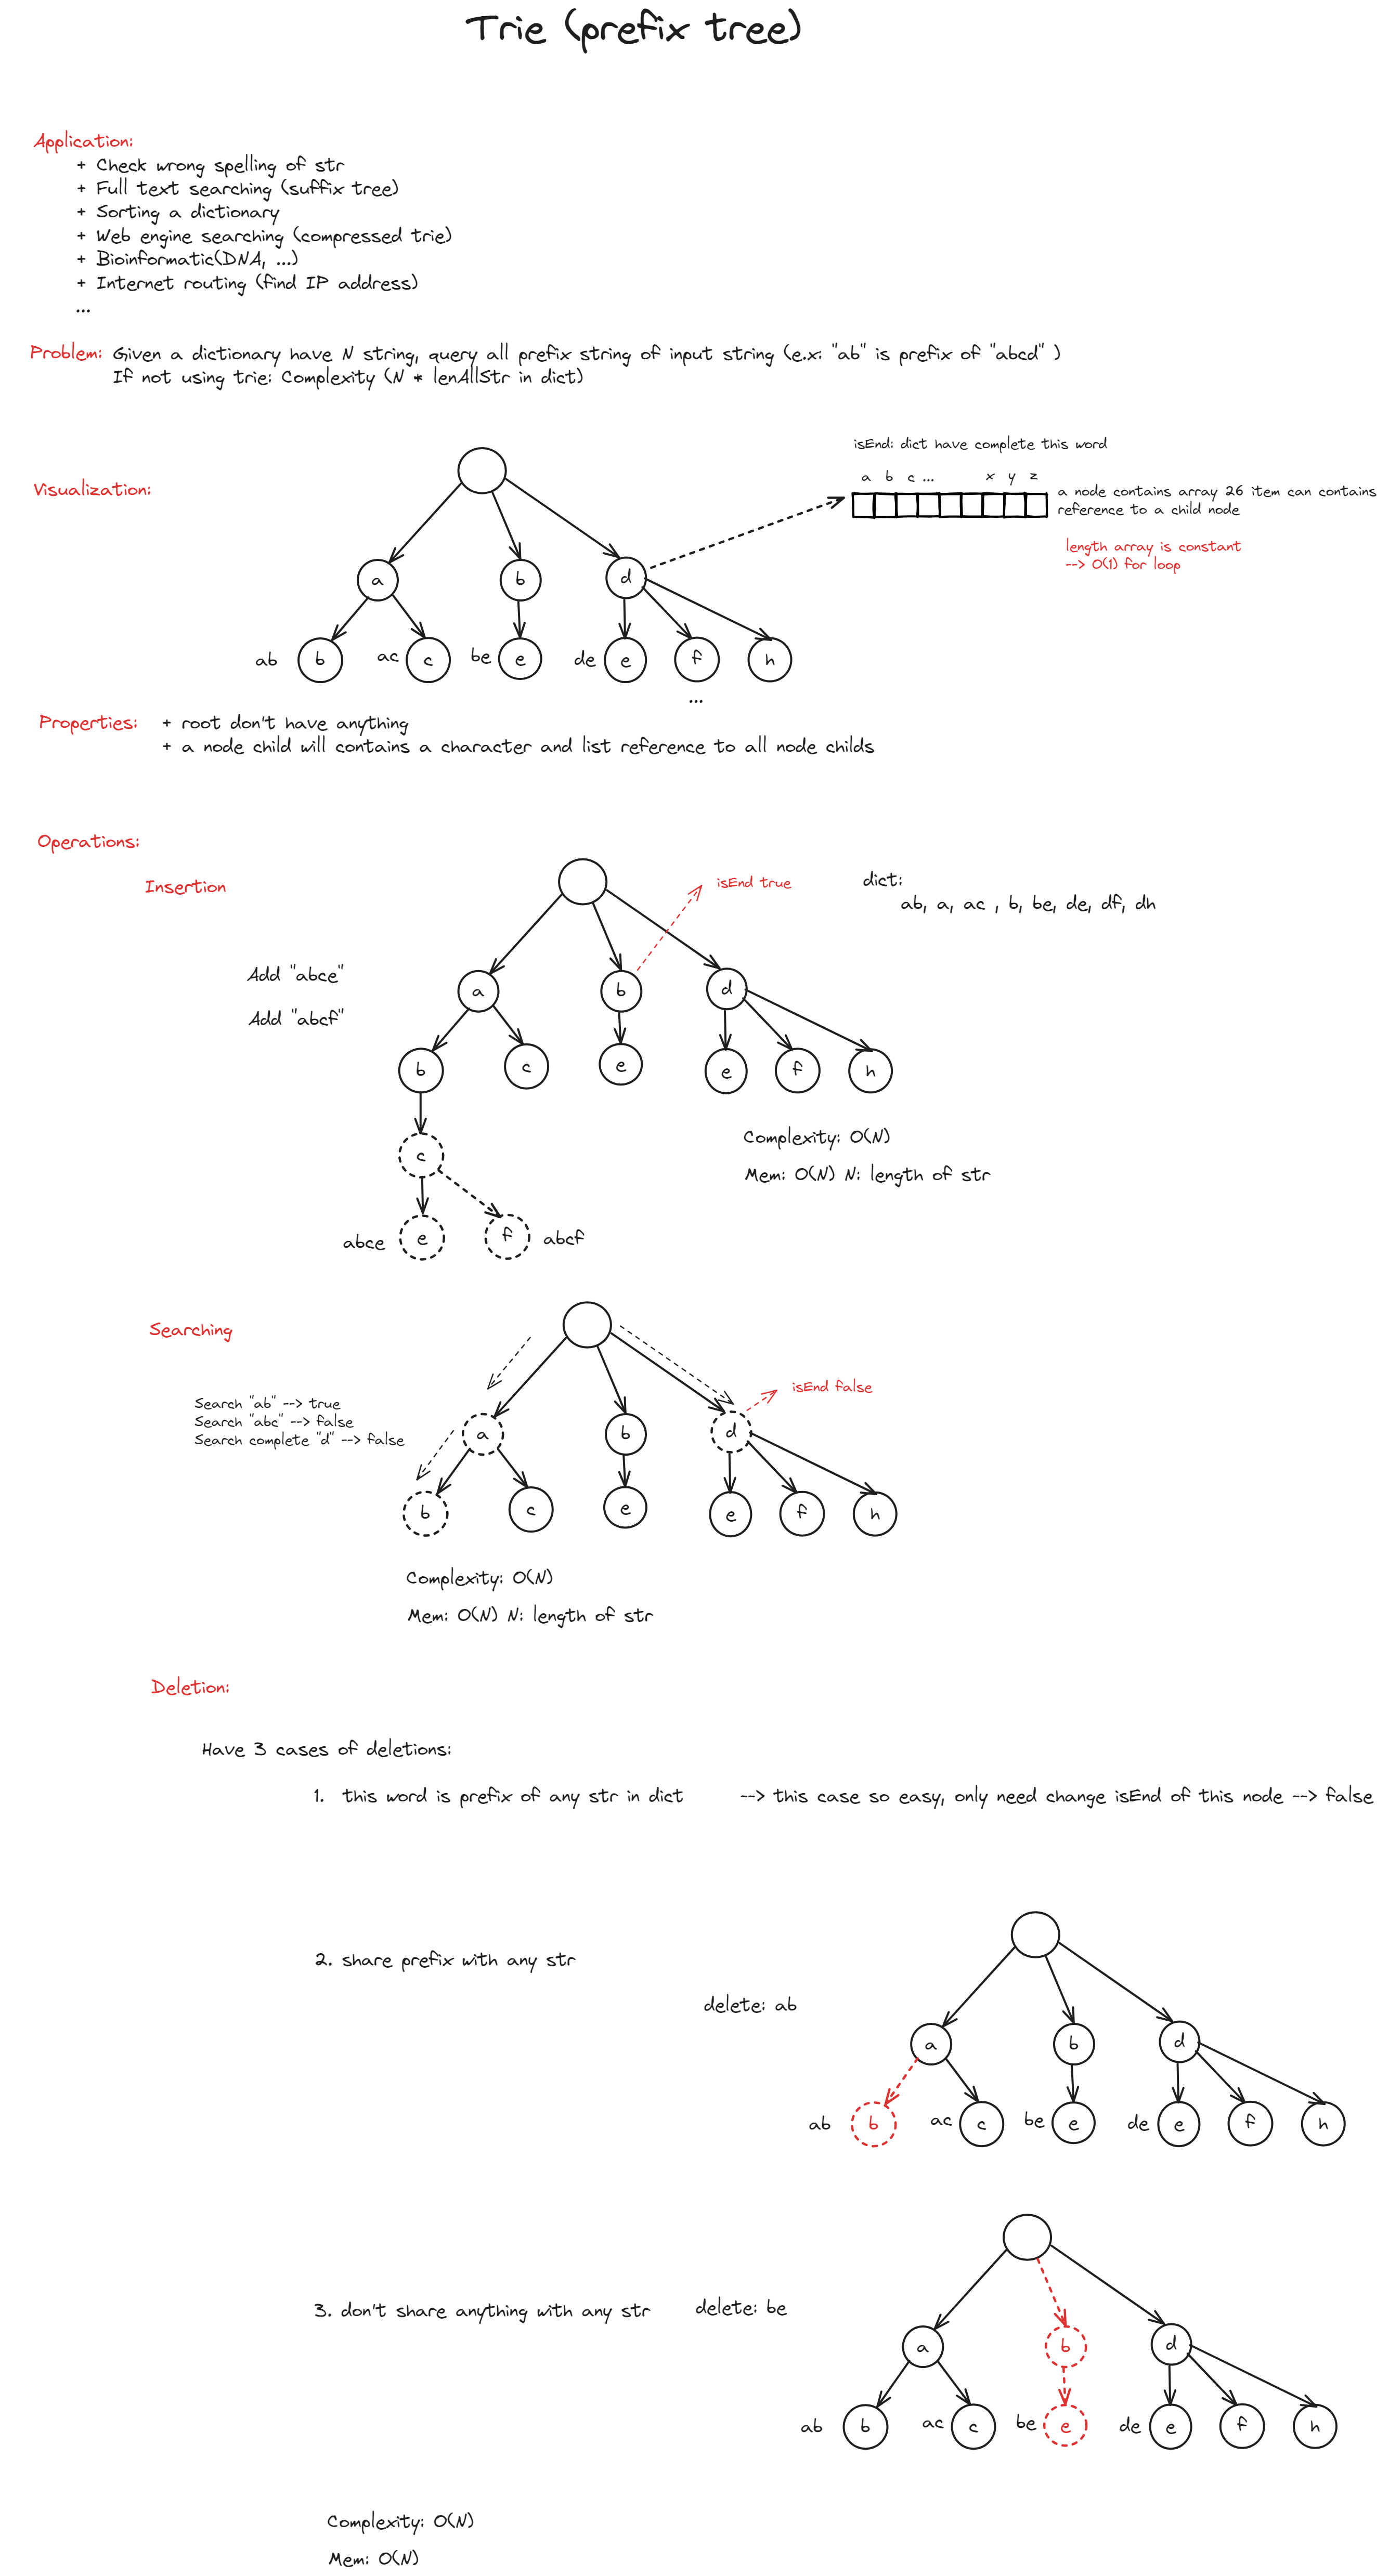 Trie (prefix tree)
Application:
+ Check wrong spelling of str
+ Full text searching (suffix tree)
+ Sorting a dictionary
+ Web engine searching (compressed trie)
+ Bioinformatic(DNA, ...)
+ Internet routing (find IP address)
...
Problem: Given a dictionary have N string, query all prefix string of input string (e.x: "ab" is prefix of "abcd" )
If not using trie: Complexity (N * lenAllStr in dict)
Visualization:
isEnd: dict have complete this word
a b c ... x y z
a node contains array 26 item can contains
reference to a child node
length array is constant
--> O(1) for loop
a b d
ab b ac c be e de e f h
...
Properties: + root don't have anything
+ a node child will contains a character and list reference to all node childs
Operations:
Insertion
isEnd true
dict:
ab, a, ac , b, be, de, df, dh
Add "abce"
Add "abcf"
a b d
b c e e f h
c
abce e f abcf
Complexity: O(N)
Mem: O(N) N: length of str
Searching
isEnd false
Search "ab" --> true
Search "abc" --> false
Search complete "d" --> false
a b d
b c e e f h
Complexity: O(N)
Mem: O(N) N: length of str
Deletion:
Have 3 cases of deletions:
1. this word is prefix of any str in dict --> this case so easy, only need change isEnd of this node --> false
2. share prefix with any str
delete: ab
a b d
ab b ac c be e de e f h
3. don't share anything with any str delete: be
a b d
ab b ac c be e de e f h
Complexity: O(N)
Mem: O(N)